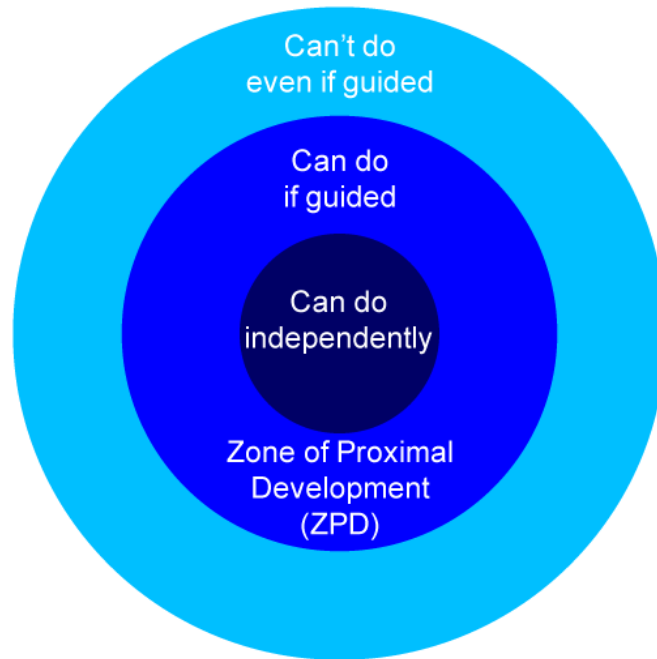 Can’t do
even if guided
Can do
if guided
Can do
independently
Zone of Proximal
Development
(ZPD)